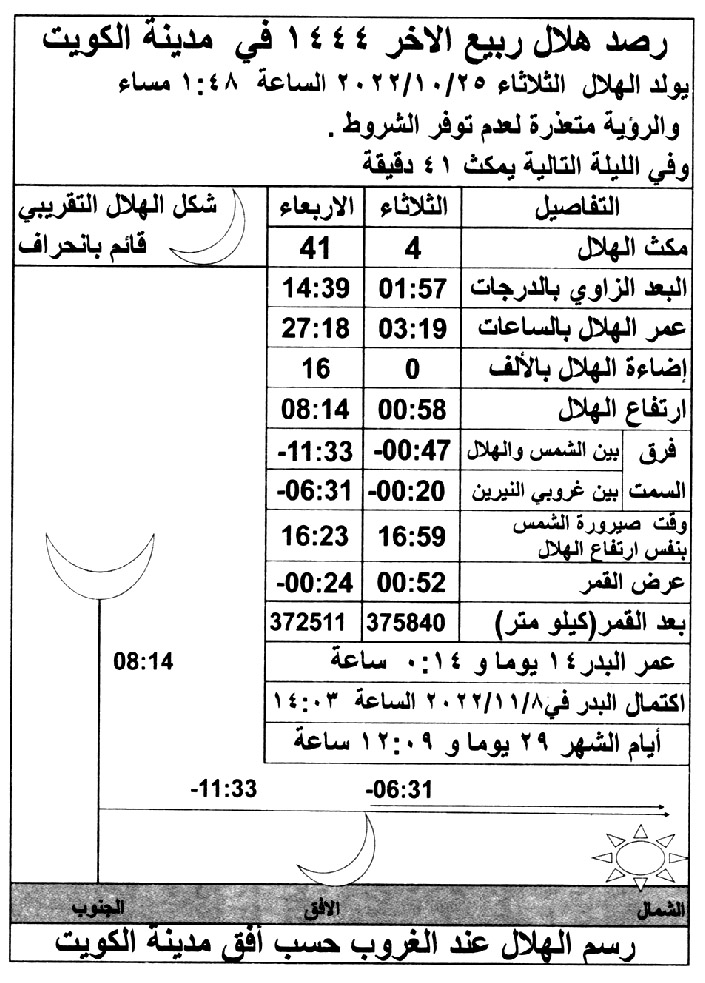 رصد هلال ربيع الاخر ١٤٤٤ في مدينة الكويت
يولد الهلال الثلاثاء ٢٠٢٢/١٠/٢٥ الساعة ١:٤٨ مساء
والرؤية متعذرة لعدم توفر الشروط .
وفي الليلة التالية يمكث ٤١ دقيقة
التفاصيل الثلاثاء الاربعاء
مكث الهلال 4 41
البعد الزاوي بالدرجات 01:57 14:39
عمر الهلال بالساعات 03:19 27:18
إضاءة الهلال بالألف 0 16
ارتفاع الهلال 00:58 08:14
فرق السمت
بين الشمس والهلال -00:47 -11:33
بين غروبي النيرين -00:20 -06:31
وقت صيرورة الشمس
بنفس ارتفاع الهلال 16:59 16:23
عرض القمر 00:52 -00:24
بعد القمر(كيلو متر) 375840 372511
عمر البدر١٤ يوما و ٠:١٤ ساعة
اكتمال البدر في٢٠٢٢/١١/٨ الساعة ١٤:٠٣
أيام الشهر ٢٩ يوما و ١٢:٠٩ ساعة
شكل الهلال التقريبي
قائم بانحراف
08:14
-11:33 -06:31
الشمال الافق الجنوب
رسم الهلال عند الغروب حسب أفق مدينة الكويت